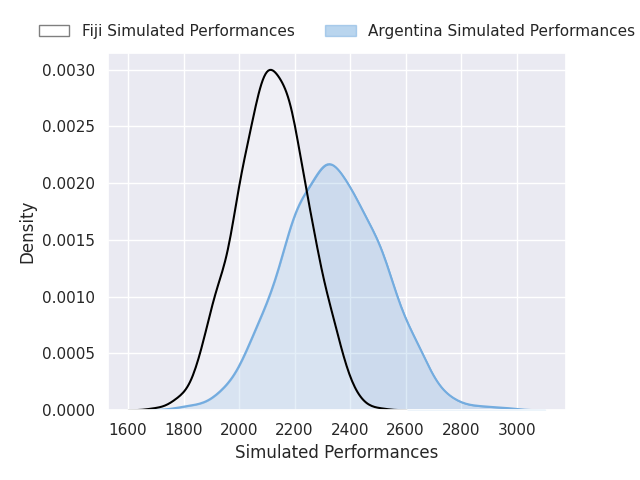 Fiji Simulated Performances
Argentina Simulated Performances
0.0030
0.0025
0.0020
0.0015
0.0010
0.0005
0.0000
Density
1600 1800 2000 2200 2400 2600 2800 3000
Simulated Performances